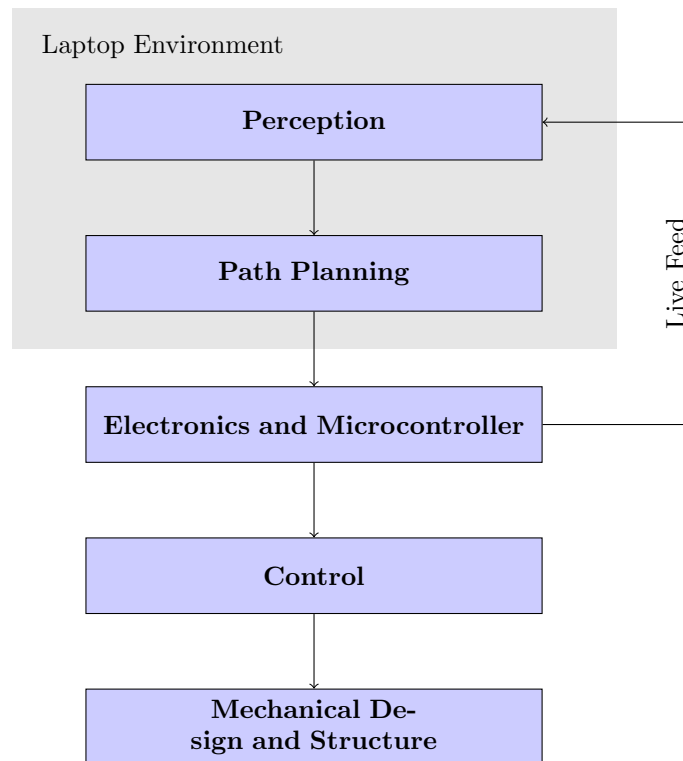 Laptop Environment
Perception
Path Planning
Live Feed
Electronics and Microcontroller
Control
Mechanical De-
sign and Structure